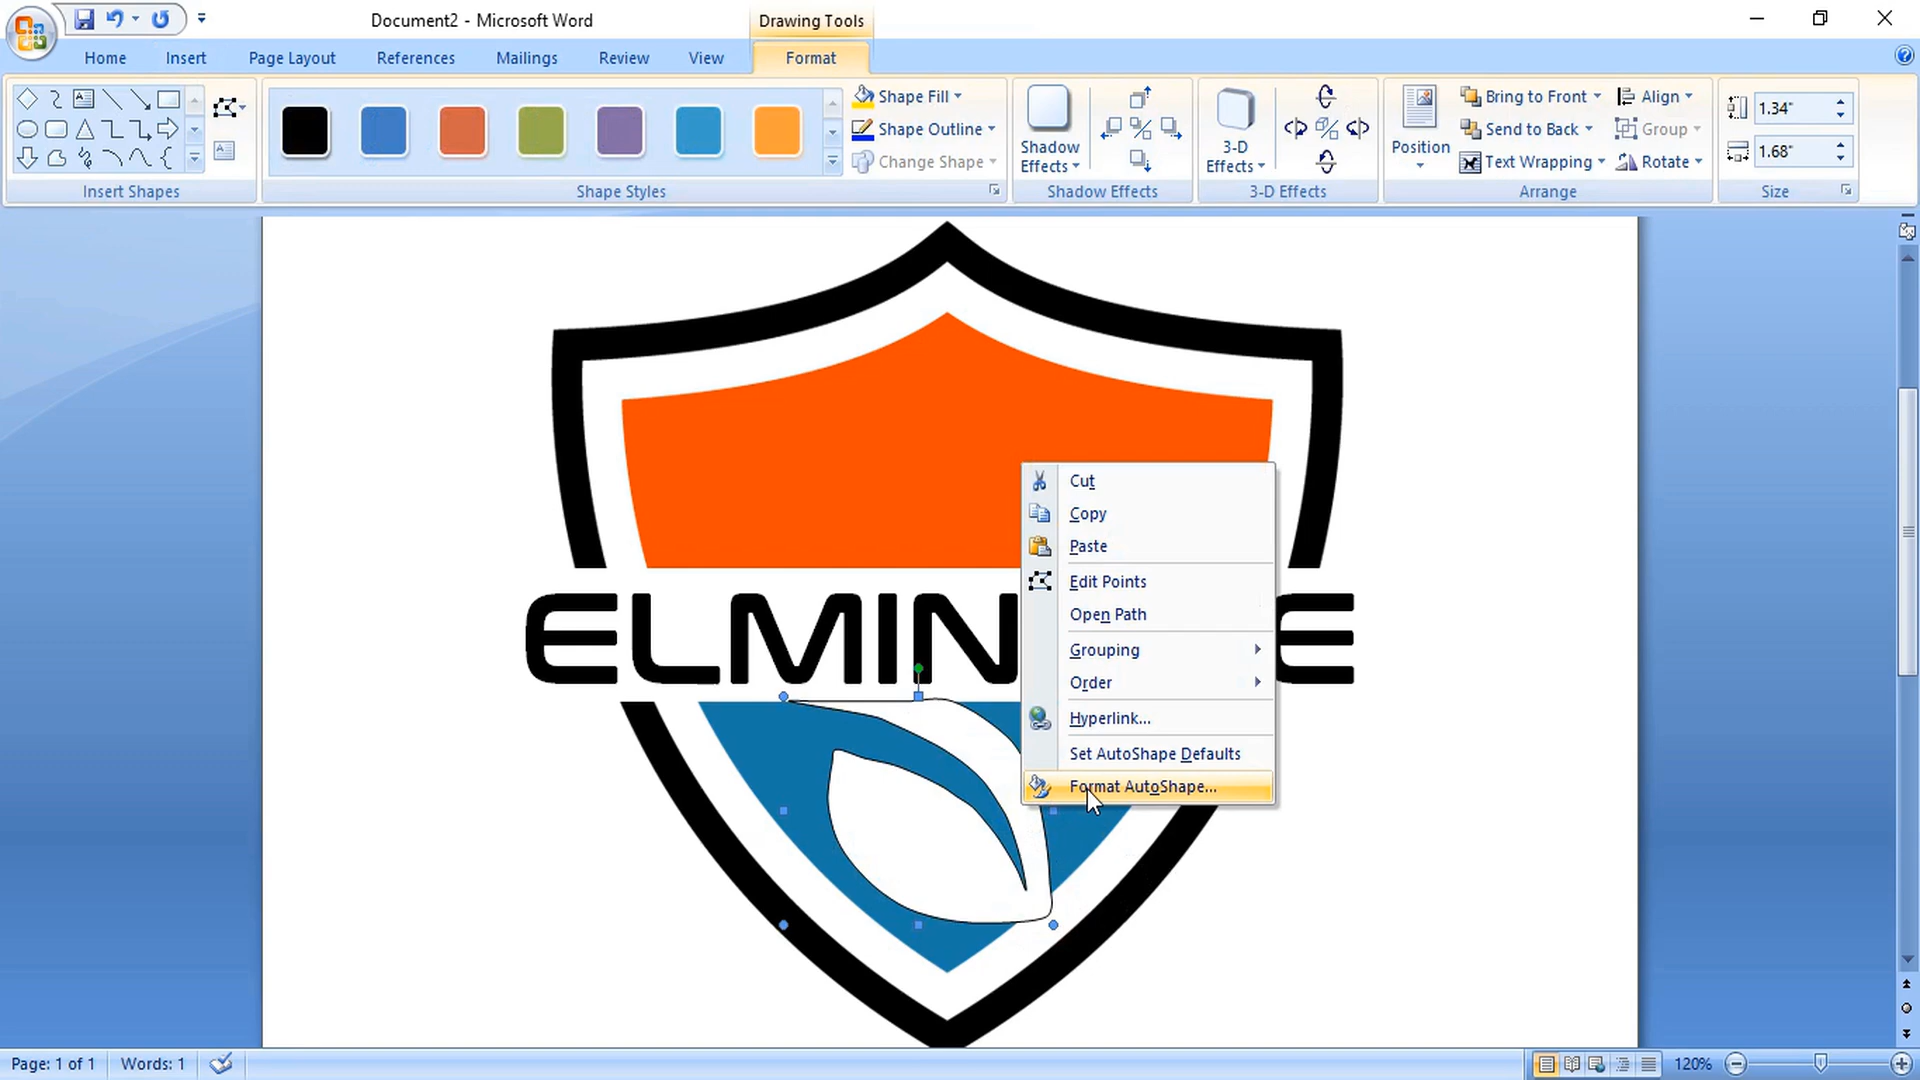 Document2 - Microsoft Word
Drawing Tools
Home
Insert
Page Layout
References
Mailings
Review
View
Format
Shape Fill
Shape Outline
Change Shape
Shadow
Effects
3-D
Effects
Position
Bring to Front
Send to Back
Text Wrapping
Align
Group
Rotate
1.34"
1.68"
Insert Shapes
Shape Styles
Shadow Effects
3-D Effects
Arrange
Size
Cut
Copy
Paste
Edit Points
Open Path
Grouping
Order
Hyperlink...
Set AutoShape Defaults
Format AutoShape...
Page: 1 of 1
Words: 1
120%